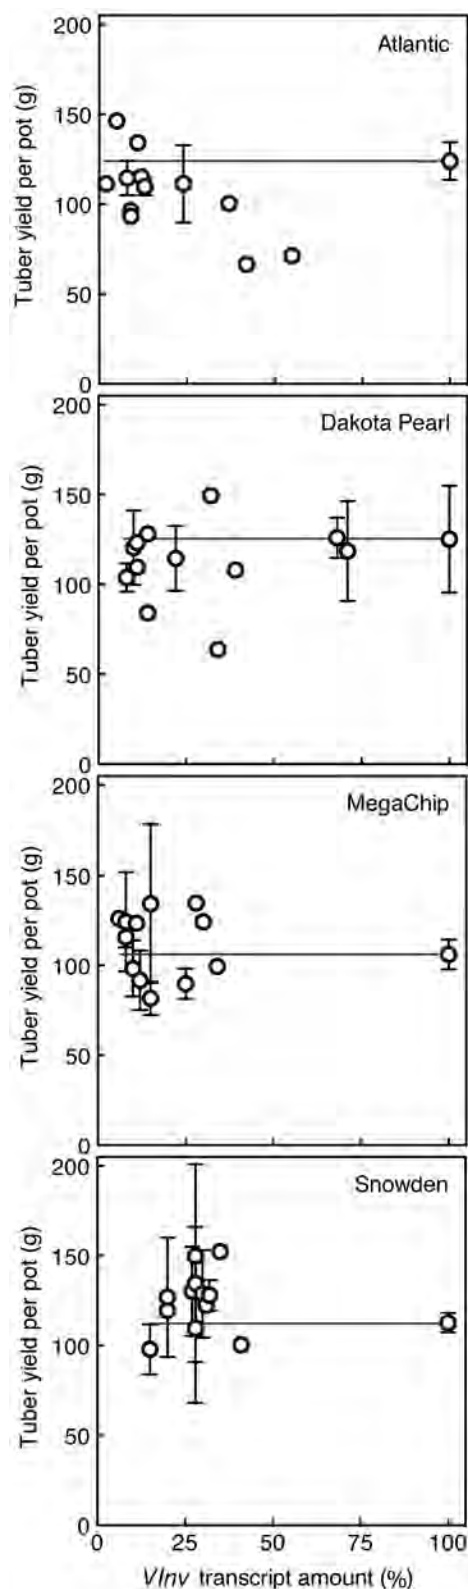 Atlantic
Tuber yield per pot (g)
200
150
100
50
0
Dakota Pearl
Tuber yield per pot (g)
200
150
100
50
0
MegaChip
Tuber yield per pot (g)
200
150
100
50
0
Snowden
Tuber yield per pot (g)
200
150
100
50
0
0 25 50 75 100
VInv transcript amount (%)